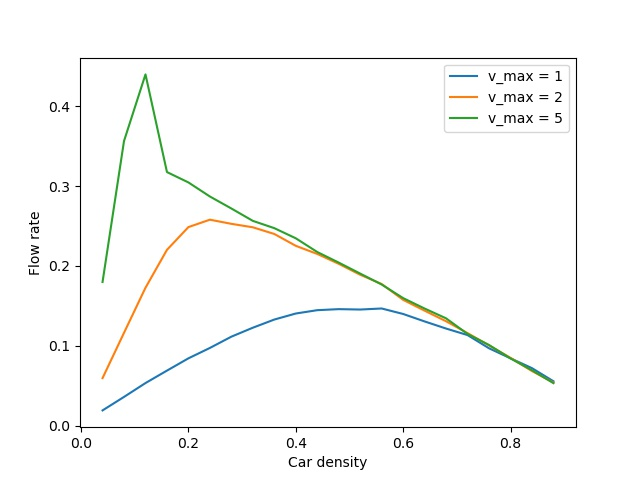 v_max = 1
v_max = 2
v_max = 5
Flow rate
0.4
0.3
0.2
0.1
0.0
0.0 0.2 0.4 0.6 0.8
Car density